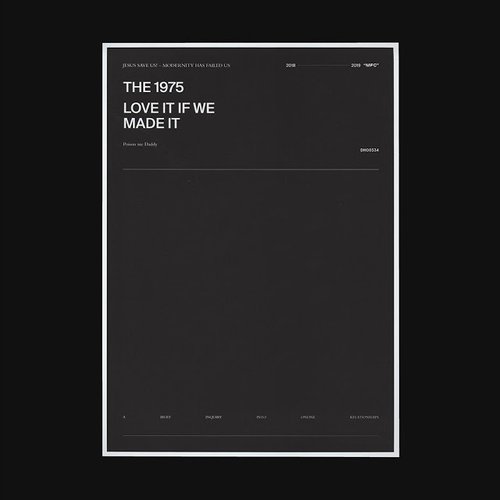 JESUS SAVE US! – MODERNITY HAS FAILED US
2018 2019 "MFC"
THE 1975
LOVE IT IF WE
MADE IT
Poison me Daddy
DH00334
A BRIEF INQUIRY INTO ONLINE RELATIONSHIPS